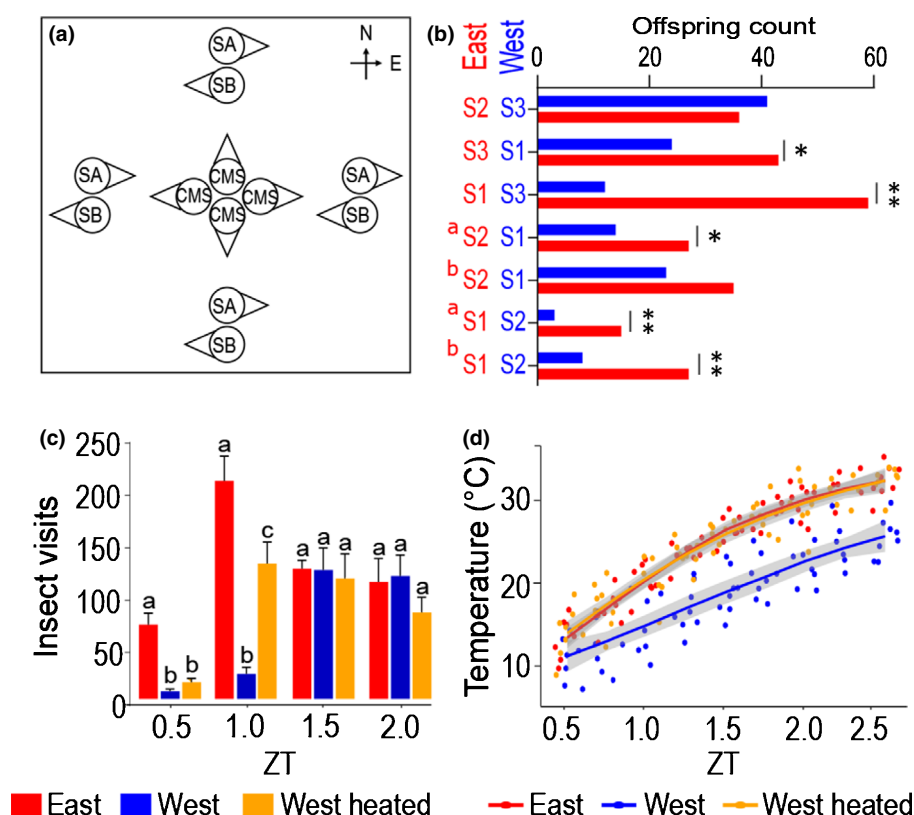 (a)
N
E
SA
SB
SA
SB
CMS
CMS
CMS
CMS
SA
SB
SA
SB
(b)
East
West
Offspring count
0 20 40 60
S2 S3
S3 S1 *
S1 S3 **
a S2 S1 *
b S2 S1
a S1 S2 **
b S1 S2 **
(c)
Insect visits
250
200
150
100
50
0
a b b
a b c
a a a
a a a
0.5 1.0 1.5 2.0
ZT
East West West heated
(d)
Temperature (°C)
30
20
10
0.5 1.0 1.5 2.0 2.5
ZT
East West West heated